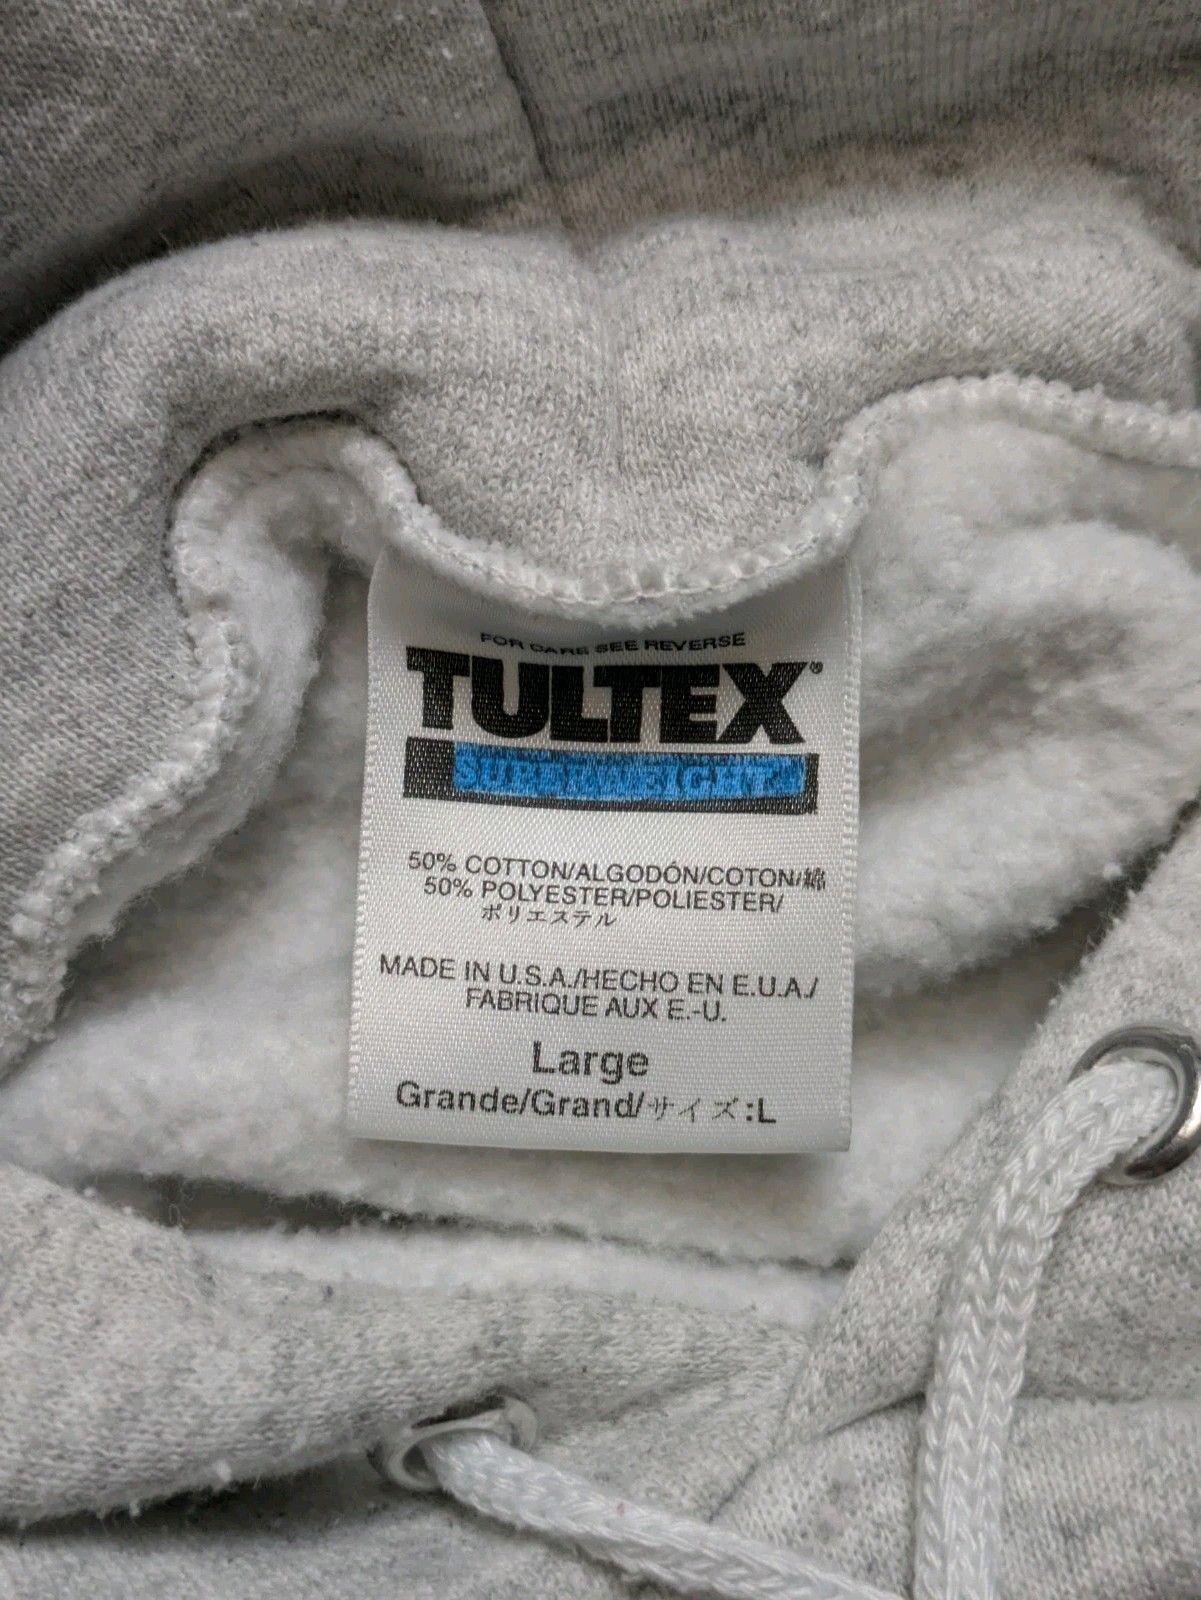 FOR CARE SEE REVERSE
TULTEX®
SUPERWEIGHT™
50% COTTON/ALGODÓN/COTON/綿
50% POLYESTER/POLIESTER/
ポリエステル
MADE IN U.S.A./HECHO EN E.U.A./
FABRIQUE AUX E.-U.
Large
Grande/Grand/サイズ:L